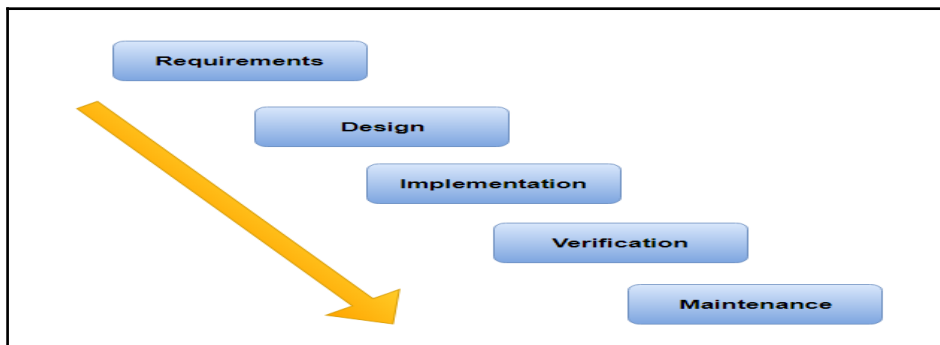 Requirements
Design
Implementation
Verification
Maintenance